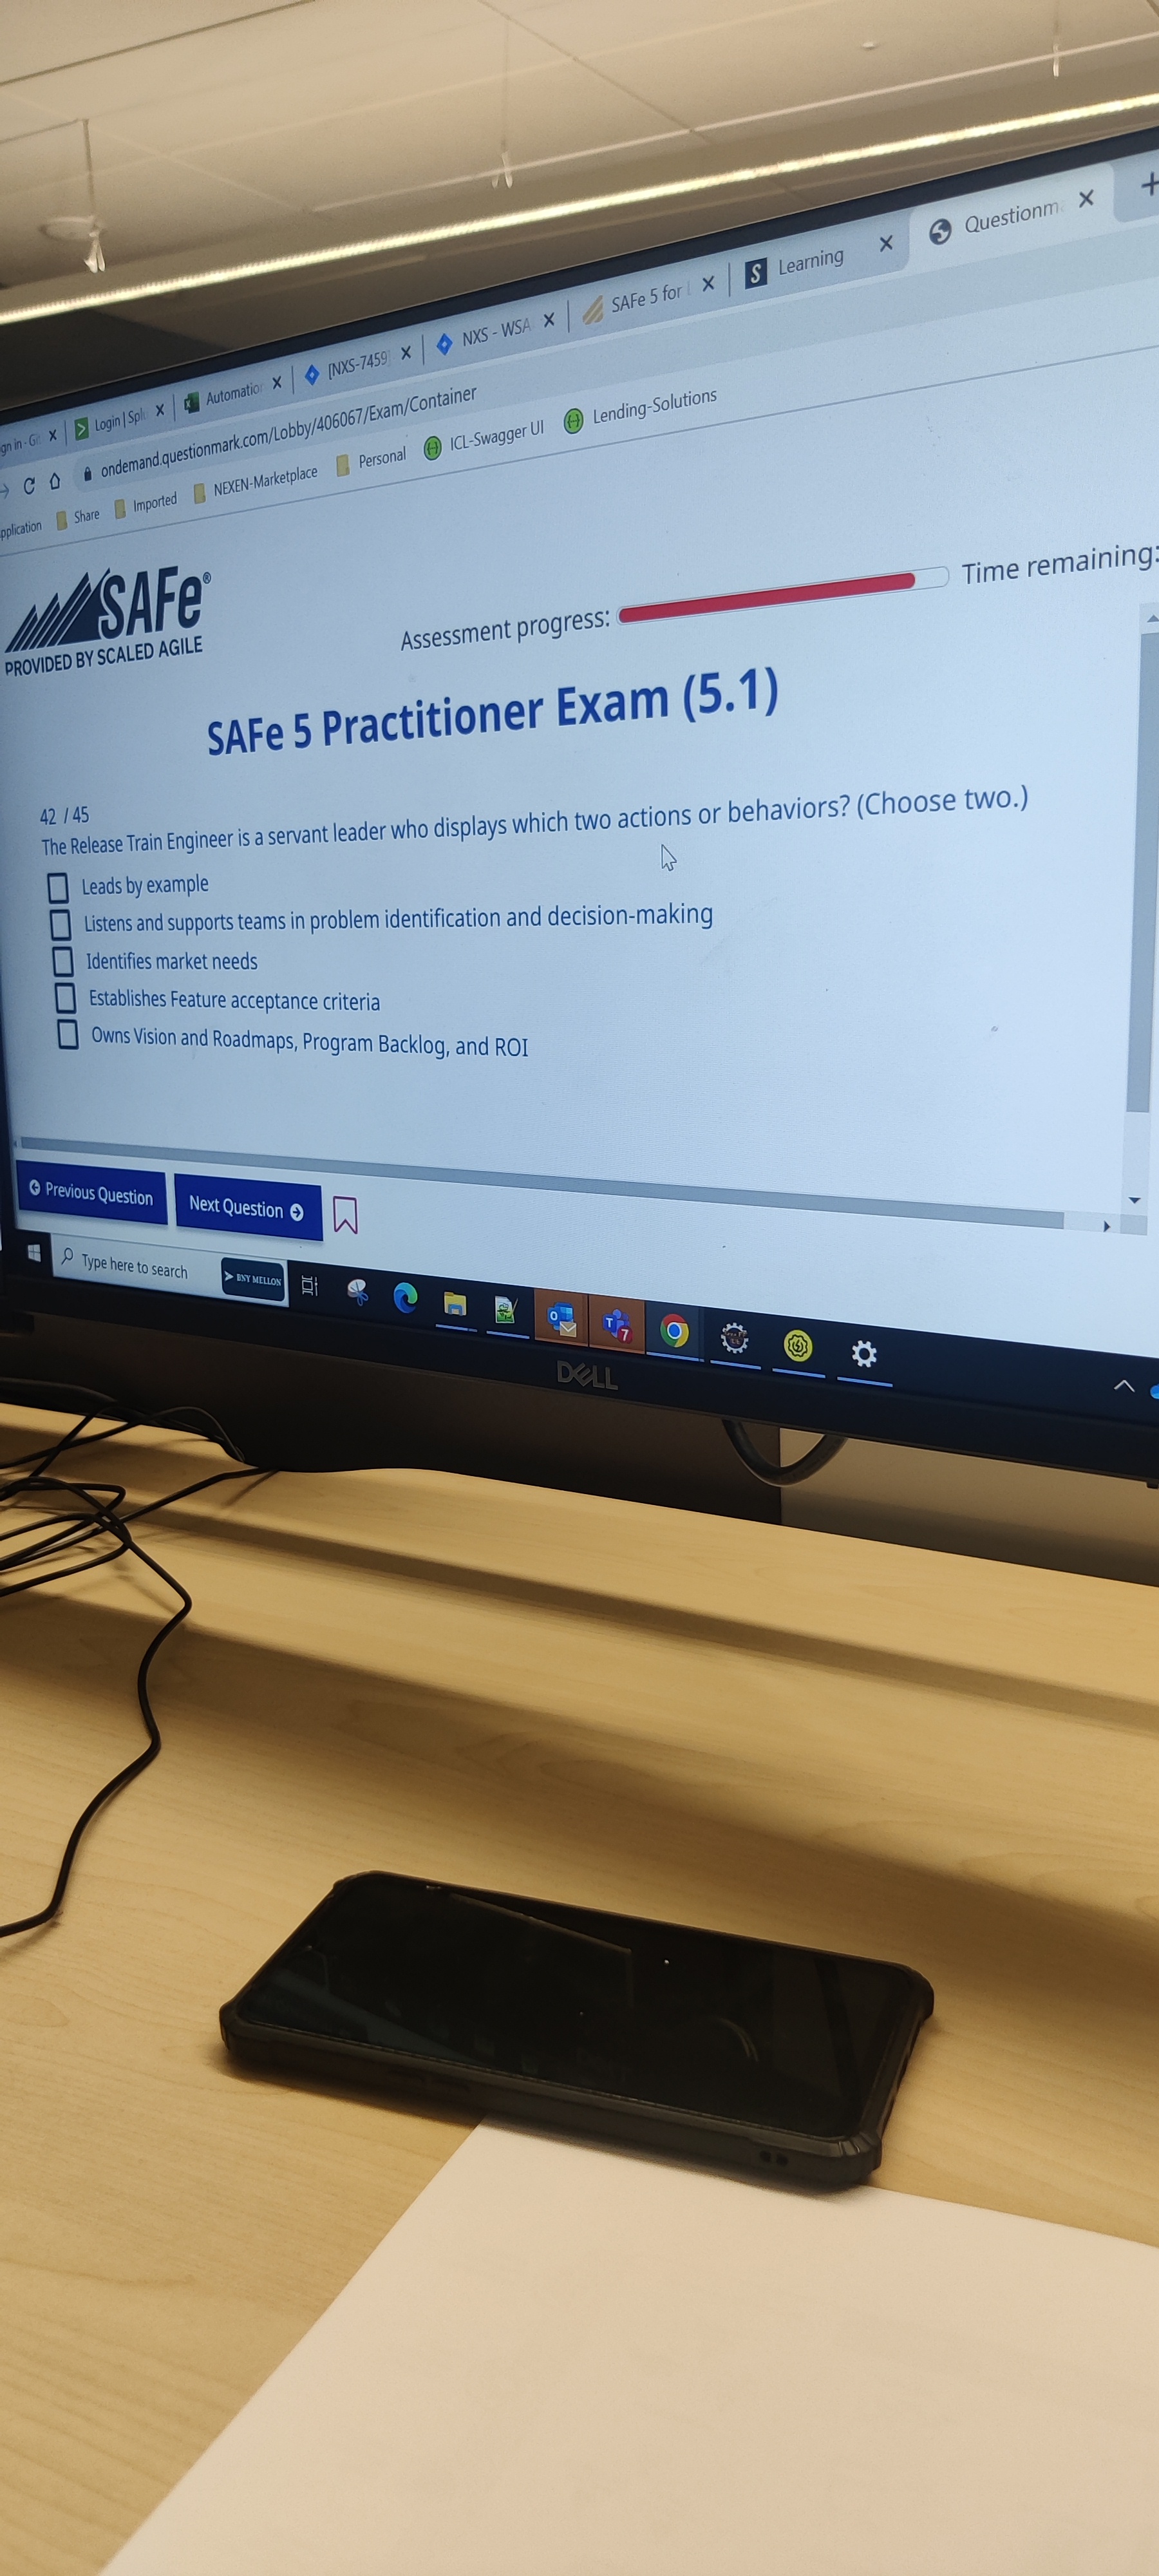 Login | Spl
Automatio
[NXS-7459]
NXS - WSA
SAFe 5 for
Learning
Questionm
ondemand.questionmark.com/Lobby/406067/Exam/Container
Share
Imported
NEXEN-Marketplace
Personal
ICL-Swagger UI
Lending-Solutions
SAFe®
PROVIDED BY SCALED AGILE
Assessment progress:
Time remaining:
SAFe 5 Practitioner Exam (5.1)
42 / 45
The Release Train Engineer is a servant leader who displays which two actions or behaviors? (Choose two.)
Leads by example
Listens and supports teams in problem identification and decision-making
Identifies market needs
Establishes Feature acceptance criteria
Owns Vision and Roadmaps, Program Backlog, and ROI
Previous Question
Next Question
Type here to search
BNY MELLON
7
DELL